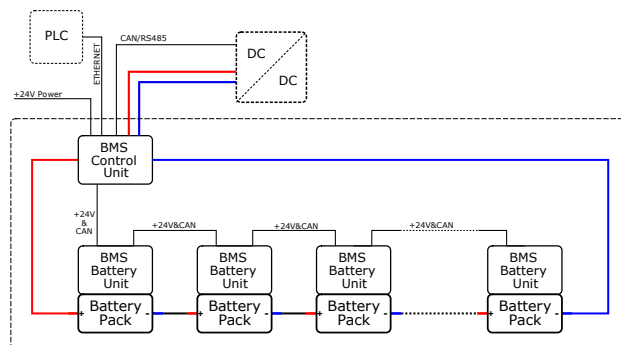 PLC
CAN/RS485
DC
DC
ETHERNET
+24V Power
BMS
Control
Unit
+24V
&
CAN
+24V&CAN
+24V&CAN
+24V&CAN
BMS
Battery
Unit
BMS
Battery
Unit
BMS
Battery
Unit
BMS
Battery
Unit
+ Battery -
Pack
+ Battery -
Pack
+ Battery -
Pack
+ Battery -
Pack